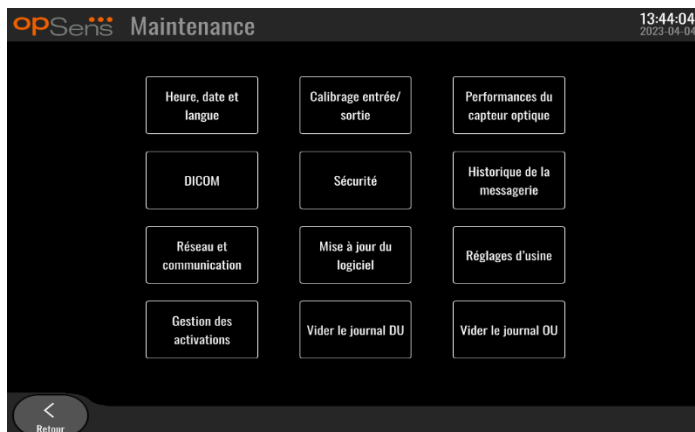 opSens Maintenance
13:44:04
2023-04-04
Heure, date et
langue
Calibrage entrée/
sortie
Performances du
capteur optique
DICOM
Sécurité
Historique de la
messagerie
Réseau et
communication
Mise à jour du
logiciel
Réglages d'usine
Gestion des
activations
Vider le journal DU
Vider le journal OU
Retour